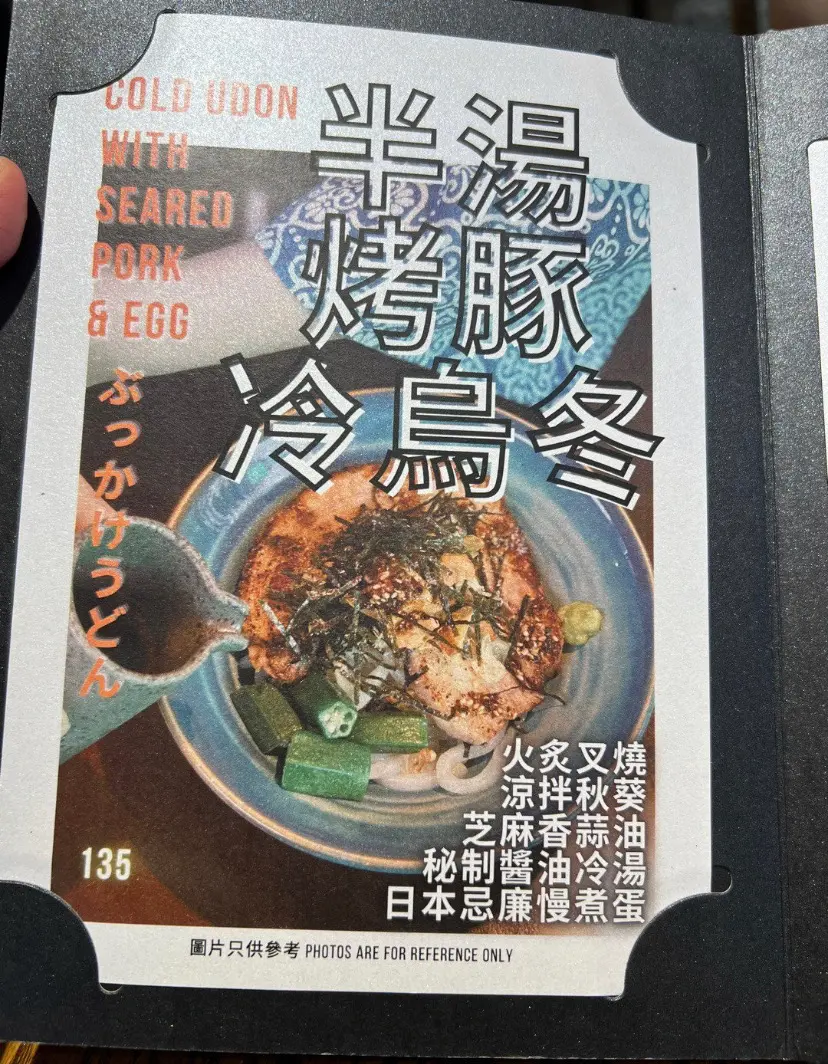 COLD UDON
WITH
SEARED
PORK
& EGG
半湯
烤豚
冷烏冬
ぶっかけうどん
火炙叉燒
涼拌秋葵
芝麻香蒜油
秘制醬油冷湯
日本忌廉慢煮蛋
135
圖片只供參考 PHOTOS ARE FOR REFERENCE ONLY